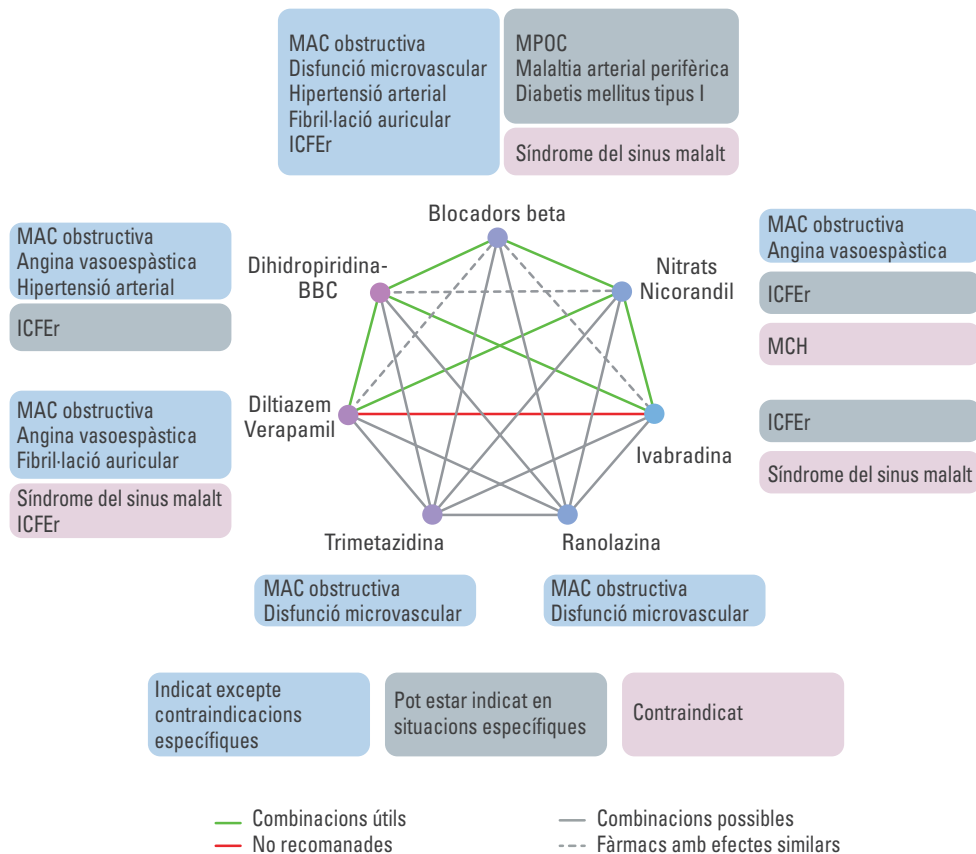 MAC obstructiva
Disfunció microvascular
Hipertensió arterial
Fibril·lació auricular
ICFEr
MPOC
Malaltia arterial perifèrica
Diabetis mellitus tipus I
Síndrome del sinus malalt
Blocadors beta
MAC obstructiva
Angina vasoespàstica
Hipertensió arterial
ICFEr
Dihidropiridina-
BBC
Nitrats
Nicorandil
MAC obstructiva
Angina vasoespàstica
ICFEr
MCH
MAC obstructiva
Angina vasoespàstica
Fibril·lació auricular
Síndrome del sinus malalt
ICFEr
Diltiazem
Verapamil
Ivabradina
ICFEr
Síndrome del sinus malalt
Trimetazidina
Ranolazina
MAC obstructiva
Disfunció microvascular
MAC obstructiva
Disfunció microvascular
Indicat excepte
contraindicacions
específiques
Pot estar indicat en
situacions específiques
Contraindicat
Combinacions útils
No recomanades
Combinacions possibles
Fàrmacs amb efectes similars